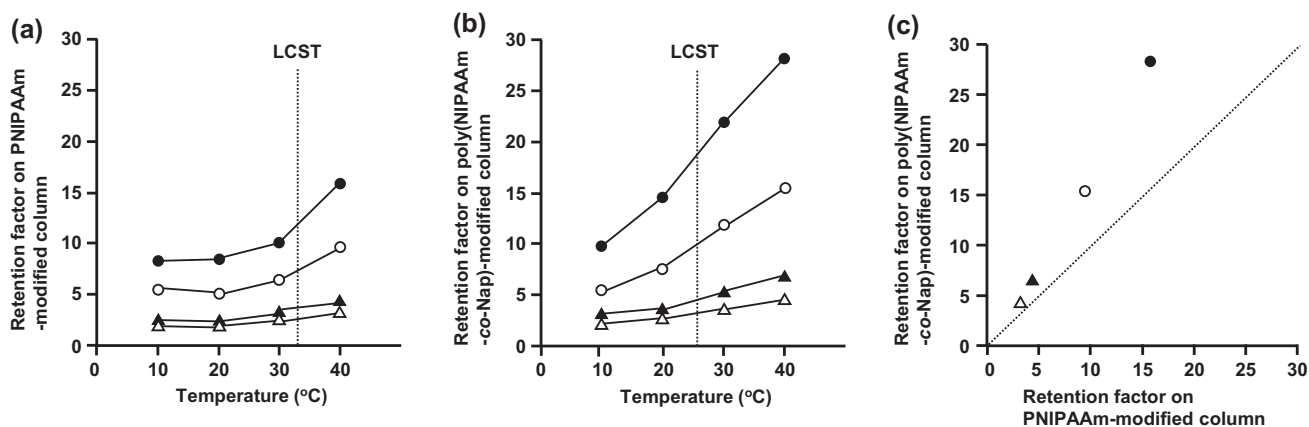 (a)
Retention factor on PNIPAAm
-modified column
30
25
20
15
10
5
0
LCST
0 10 20 30 40
Temperature (°C)
(b)
Retention factor on poly(NIPAAm
-co-Nap)-modified column
30
25
20
15
10
5
0
LCST
0 10 20 30 40
Temperature (°C)
(c)
Retention factor on poly(NIPAAm
-co-Nap)-modified column
30
25
20
15
10
5
0
0 5 10 15 20 25 30
Retention factor on
PNIPAAm-modified column